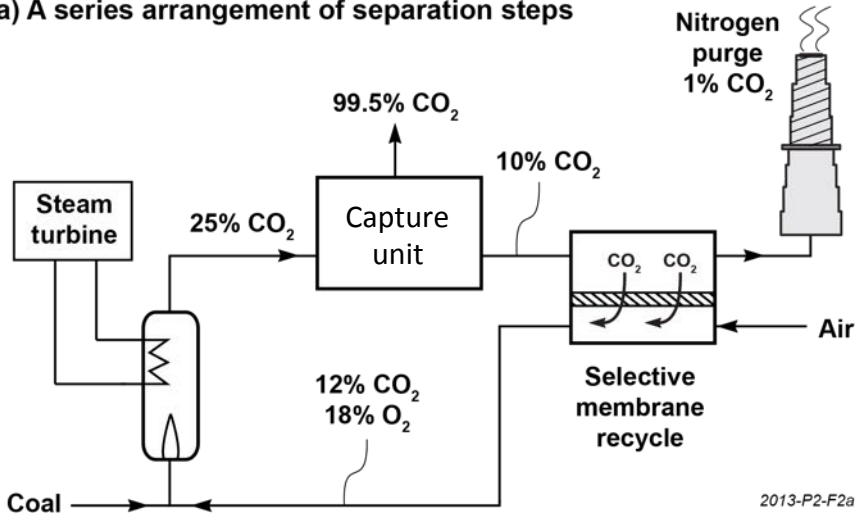 a) A series arrangement of separation steps
Nitrogen
purge
1% CO₂
99.5% CO₂
10% CO₂
Steam
turbine
25% CO₂
Capture
unit
CO₂ CO₂
Air
12% CO₂
18% O₂
Selective
membrane
recycle
Coal
2013-P2-F2a